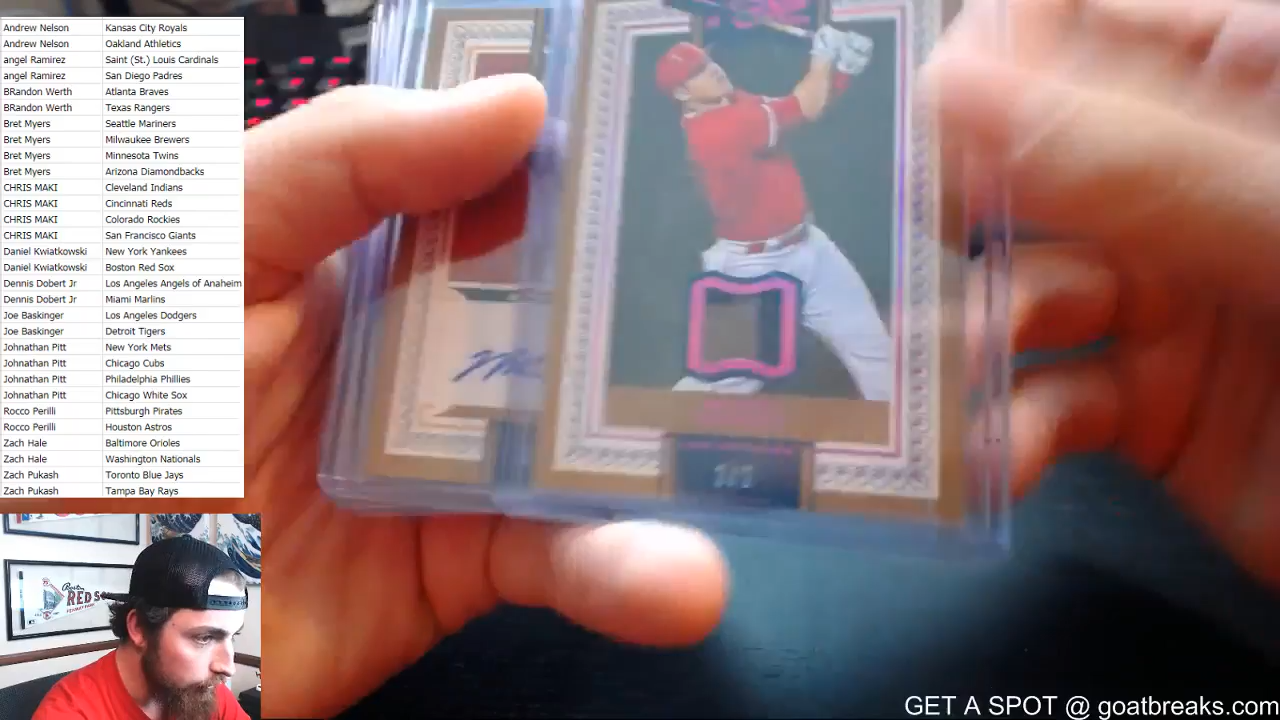 Andrew Nelson Kansas City Royals
Andrew Nelson Oakland Athletics
angel Ramirez Saint (St.) Louis Cardinals
angel Ramirez San Diego Padres
BRandon Werth Atlanta Braves
BRandon Werth Texas Rangers
Bret Myers Seattle Mariners
Bret Myers Milwaukee Brewers
Bret Myers Minnesota Twins
Bret Myers Arizona Diamondbacks
CHRIS MAKI Cleveland Indians
CHRIS MAKI Cincinnati Reds
CHRIS MAKI Colorado Rockies
CHRIS MAKI San Francisco Giants
Daniel Kwiatkowski New York Yankees
Daniel Kwiatkowski Boston Red Sox
Dennis Dobert Jr Los Angeles Angels of Anaheim
Dennis Dobert Jr Miami Marlins
Joe Baskinger Los Angeles Dodgers
Joe Baskinger Detroit Tigers
Johnathan Pitt New York Mets
Johnathan Pitt Chicago Cubs
Johnathan Pitt Philadelphia Phillies
Johnathan Pitt Chicago White Sox
Rocco Perilli Pittsburgh Pirates
Rocco Perilli Houston Astros
Zach Hale Baltimore Orioles
Zach Hale Washington Nationals
Zach Pukash Toronto Blue Jays
Zach Pukash Tampa Bay Rays
1/1
RED SO
GET A SPOT @ goatbreaks.com